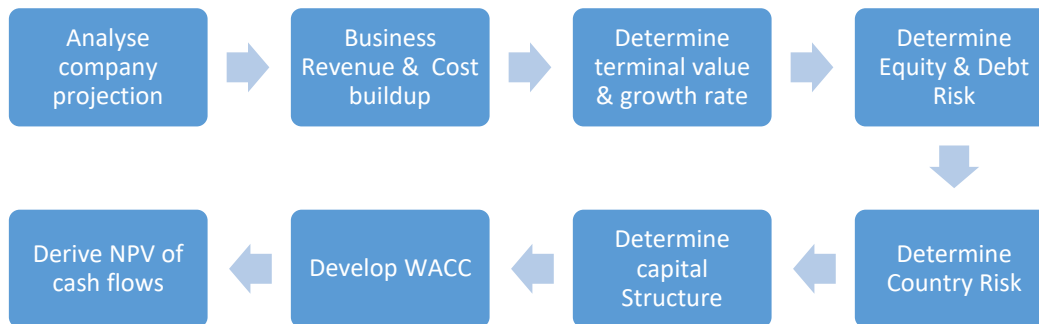 Analyse
company
projection
Business
Revenue & Cost
buildup
Determine
terminal value
& growth rate
Determine
Equity & Debt
Risk
Determine
Country Risk
Determine
capital
Structure
Develop WACC
Derive NPV of
cash flows